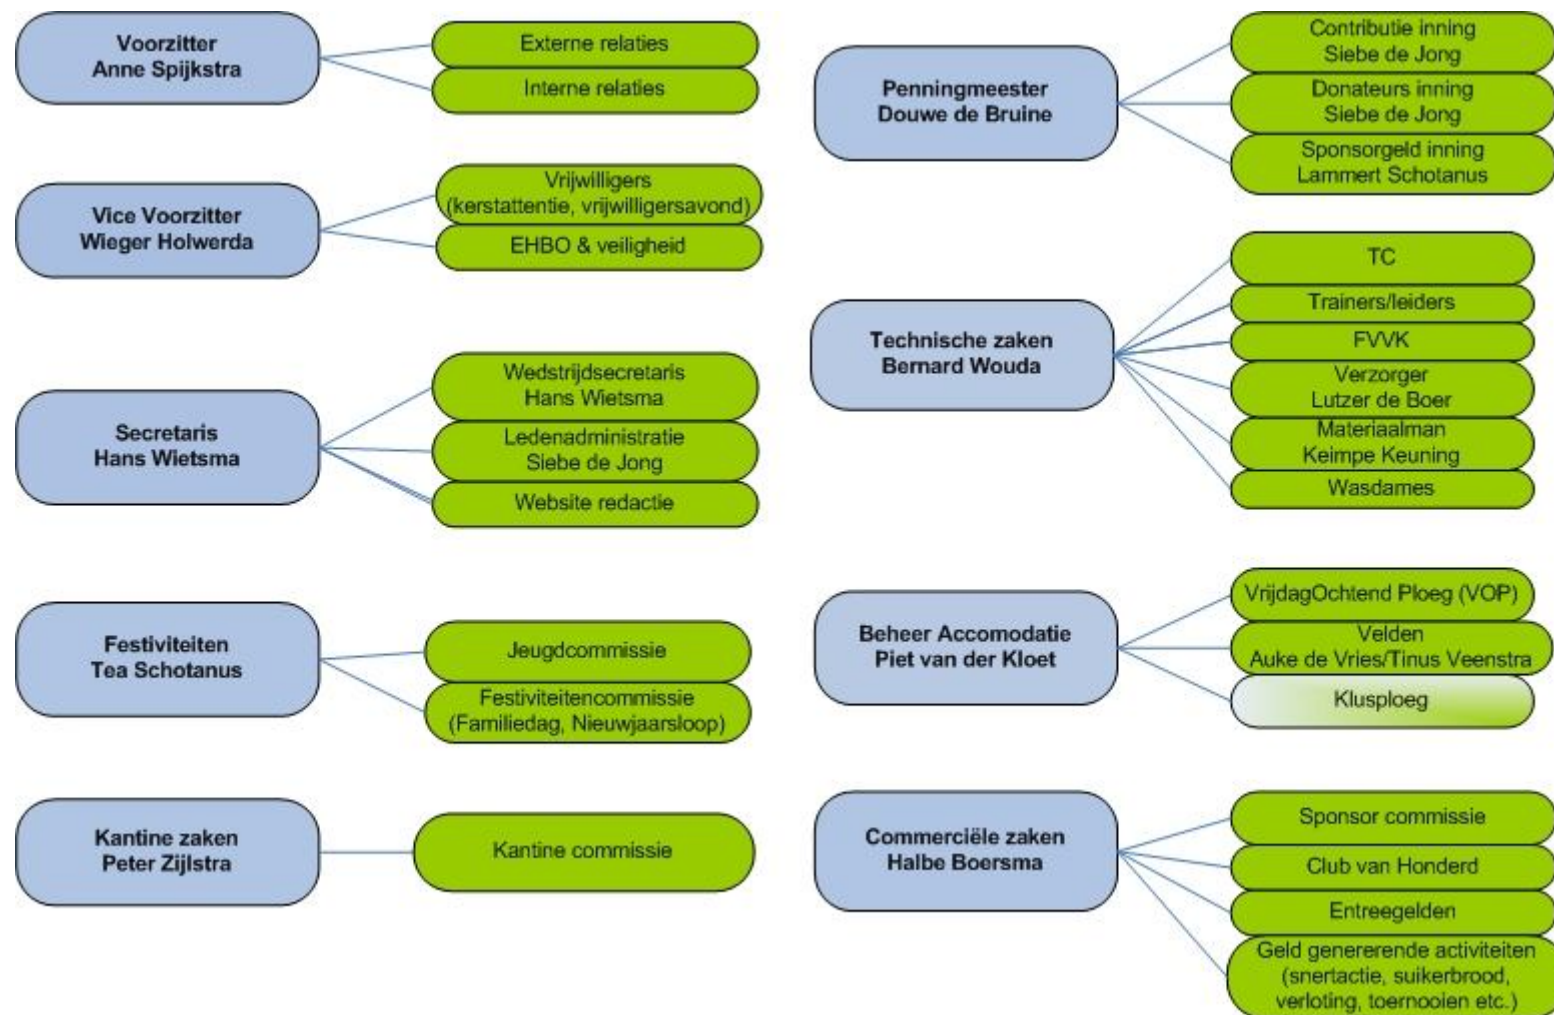 Voorzitter
Anne Spijkstra
Externe relaties
Interne relaties
Vice Voorzitter
Wieger Holwerda
Vrijwilligers
(kerstattentie, vrijwilligersavond)
EHBO & veiligheid
Secretaris
Hans Wietsma
Wedstrijdsecretaris
Hans Wietsma
Ledenadministratie
Siebe de Jong
Website redactie
Festiviteiten
Tea Schotanus
Jeugdcommissie
Festiviteitencommissie
(Familiedag, Nieuwjaarsloop)
Kantine zaken
Peter Zijlstra
Kantine commissie
Penningmeester
Douwe de Bruine
Contributie inning
Siebe de Jong
Donateurs inning
Siebe de Jong
Sponsorgeld inning
Lammert Schotanus
Technische zaken
Bernard Wouda
TC
Trainers/leiders
FVVK
Verzorger
Lutzer de Boer
Materiaalman
Keimpe Keuning
Wasdames
Beheer Accomodatie
Piet van der Kloet
VrijdagOchtend Ploeg (VOP)
Velden
Auke de Vries/Tinus Veenstra
Klusploeg
Commerciële zaken
Halbe Boersma
Sponsor commissie
Club van Honderd
Entreegelden
Geld genererende activiteiten
(snertactie, suikerbrood,
verloting, toernooien etc.)